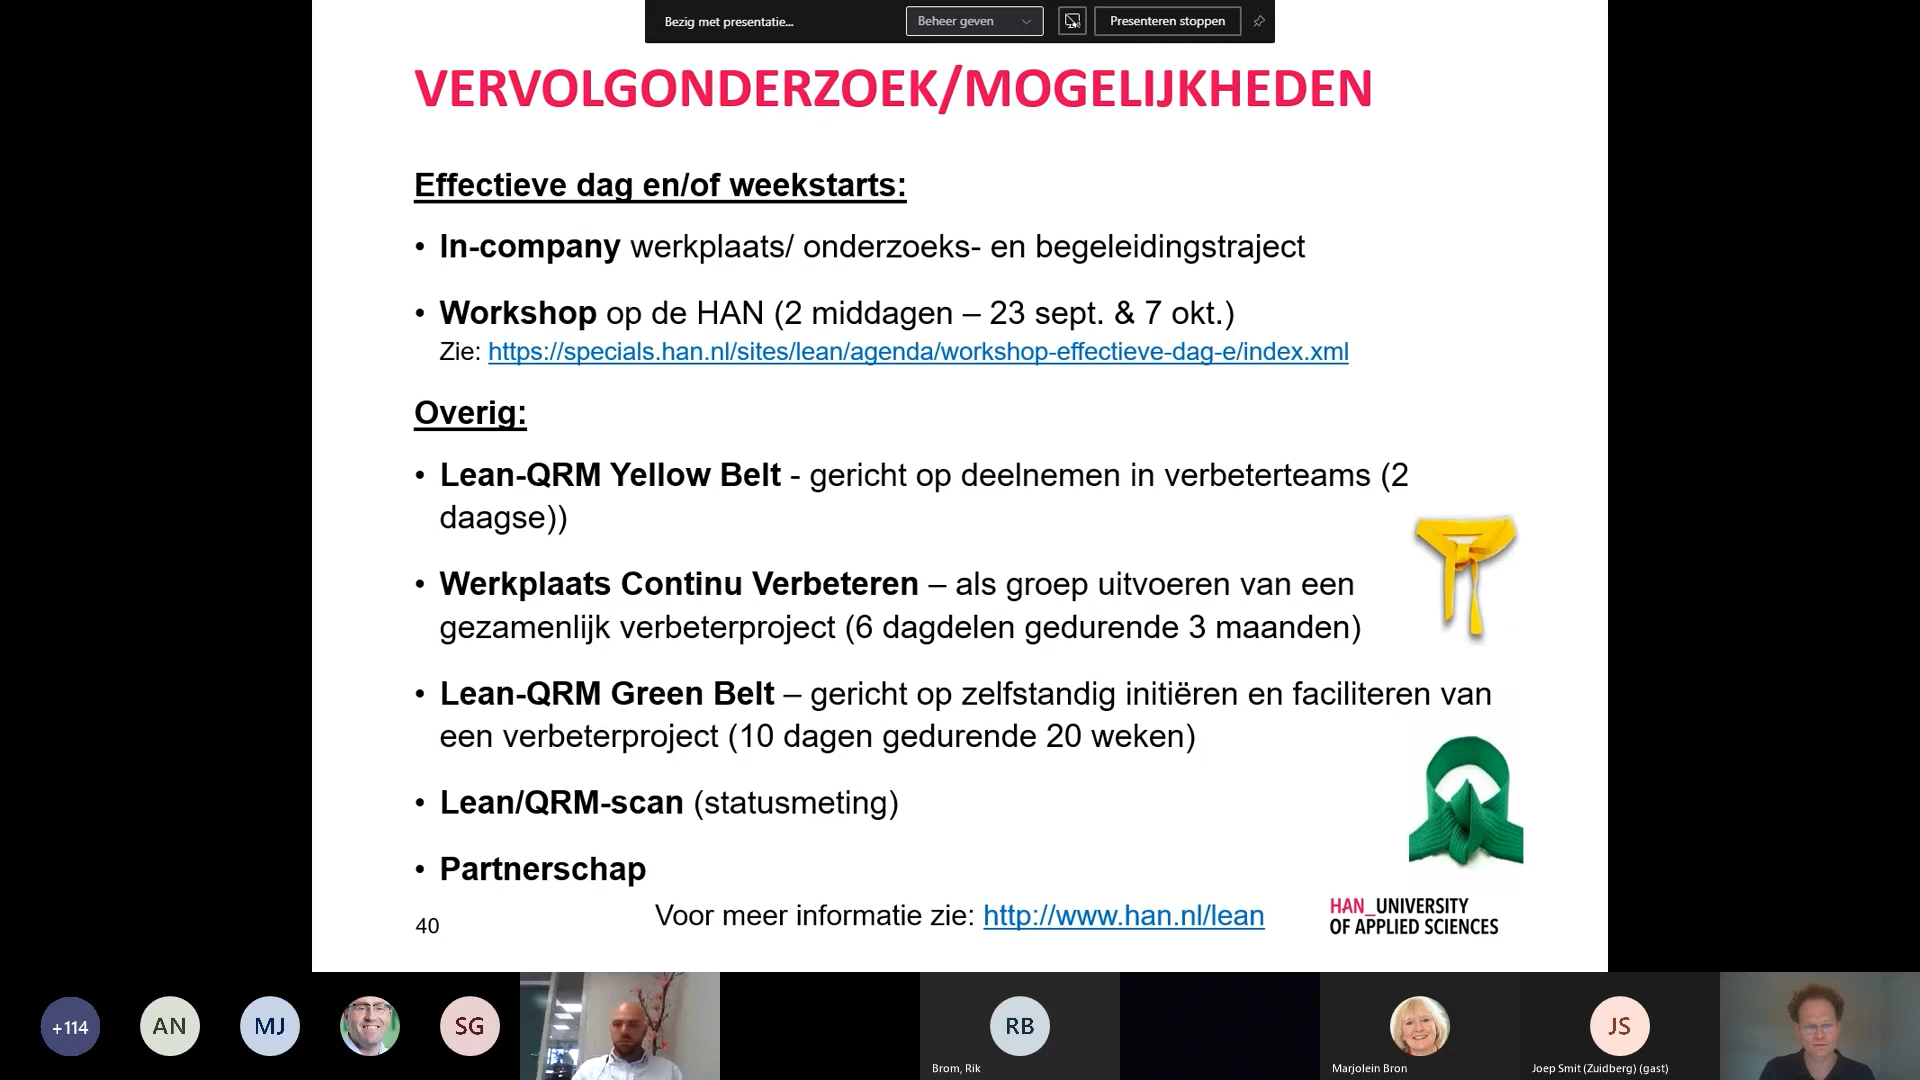 Bezig met presentatie...
Beheer geven
Presenteren stoppen
VERVOLGONDERZOEK/MOGELIJKHEDEN
Effectieve dag en/of weekstarts:
• In-company werkplaats/ onderzoeks- en begeleidingstraject
• Workshop op de HAN (2 middagen – 23 sept. & 7 okt.)
Zie: https://specials.han.nl/sites/lean/agenda/workshop-effectieve-dag-e/index.xml
Overig:
• Lean-QRM Yellow Belt - gericht op deelnemen in verbeterteams (2
daagse))
• Werkplaats Continu Verbeteren – als groep uitvoeren van een
gezamenlijk verbeterproject (6 dagdelen gedurende 3 maanden)
• Lean-QRM Green Belt – gericht op zelfstandig initiëren en faciliteren van
een verbeterproject (10 dagen gedurende 20 weken)
• Lean/QRM-scan (statusmeting)
• Partnerschap
Voor meer informatie zie: http://www.han.nl/lean
40
HAN_UNIVERSITY
OF APPLIED SCIENCES
+114
AN
MJ
SG
RB
Brom, Rik
Marjolein Bron
JS
Joep Smit (Zuidberg) (gast)